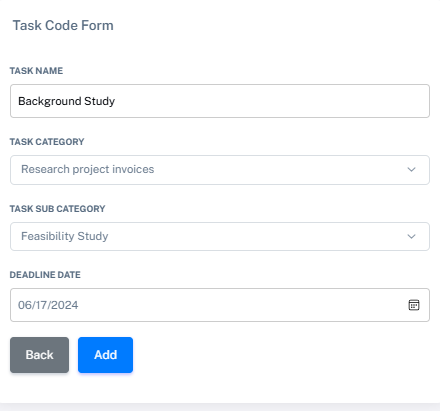 Task Code Form
TASK NAME
Background Study
TASK CATEGORY
Research project invoices
TASK SUB CATEGORY
Feasibility Study
DEADLINE DATE
06/17/2024
Back Add